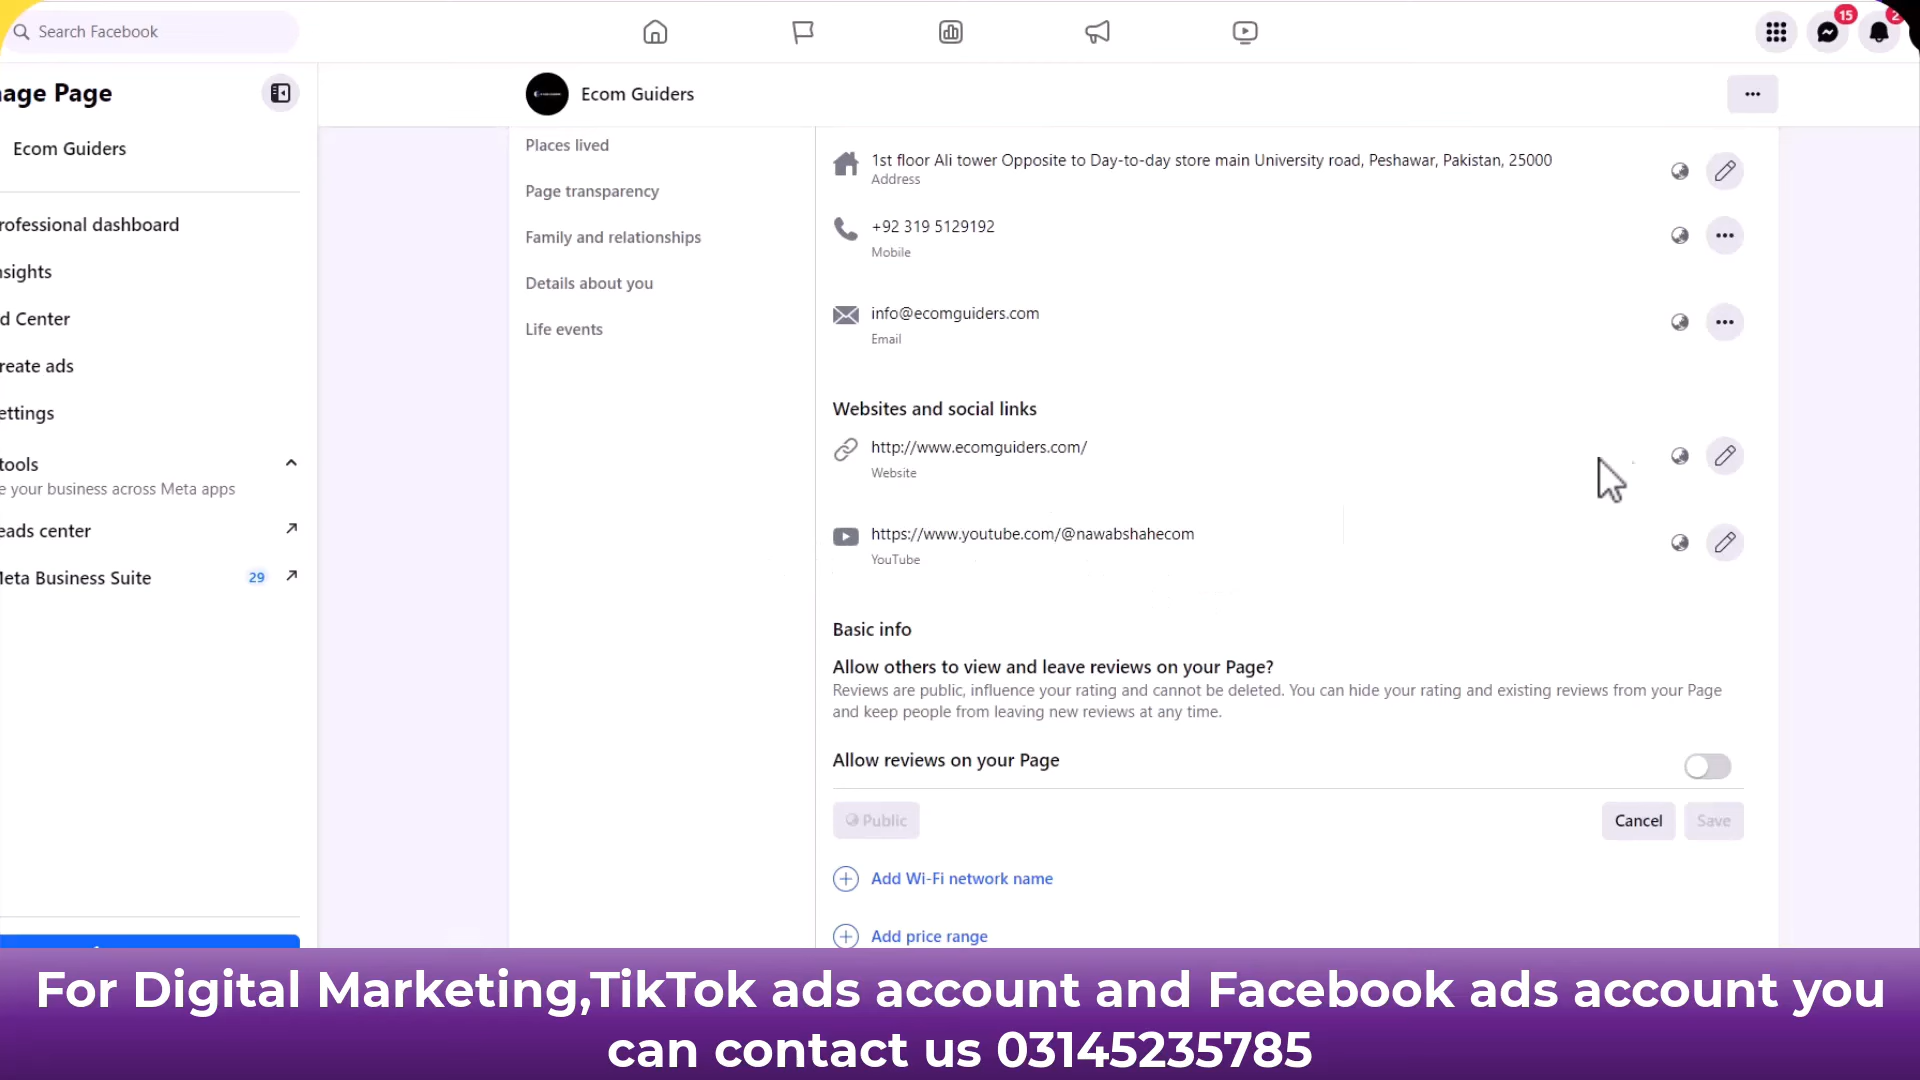 Search Facebook
15
2
age Page
Ecom Guiders
Ecom Guiders
rofessional dashboard
nsights
d Center
reate ads
ettings
tools
e your business across Meta apps
eads center
Meta Business Suite
29
Places lived
Page transparency
Family and relationships
Details about you
Life events
1st floor Ali tower Opposite to Day-to-day store main University road, Peshawar, Pakistan, 25000
Address
+92 319 5129192
Mobile
info@ecomguiders.com
Email
Websites and social links
http://www.ecomguiders.com/
Website
https://www.youtube.com/@nawabshahecom
YouTube
Basic info
Allow others to view and leave reviews on your Page?
Reviews are public, influence your rating and cannot be deleted. You can hide your rating and existing reviews from your Page
and keep people from leaving new reviews at any time.
Allow reviews on your Page
Public
Cancel
Save
Add Wi-Fi network name
Add price range
For Digital Marketing,TikTok ads account and Facebook ads account you
can contact us 03145235785